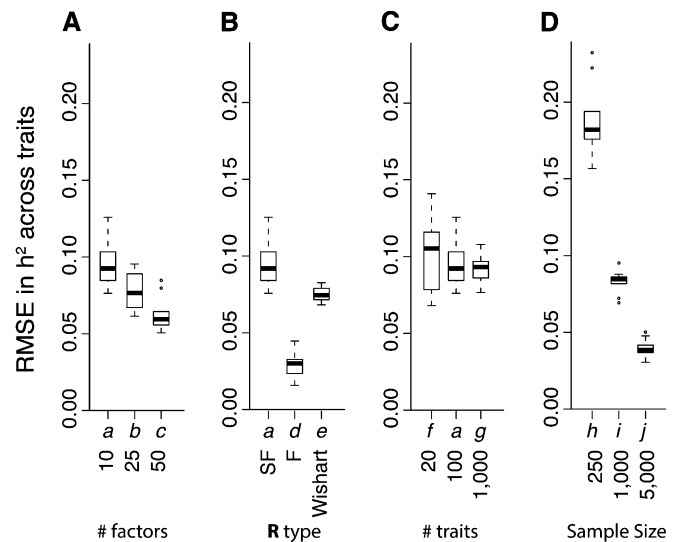 A B C D
RMSE in h² across traits
0.00 0.05 0.10 0.15 0.20
0.00 0.05 0.10 0.15 0.20
0.00 0.05 0.10 0.15 0.20
0.00 0.05 0.10 0.15 0.20
a b c
10 25 50
# factors
a d e
SF F Wishart
R type
f a g
20 100 1,000
# traits
h i j
250 1,000 5,000
Sample Size